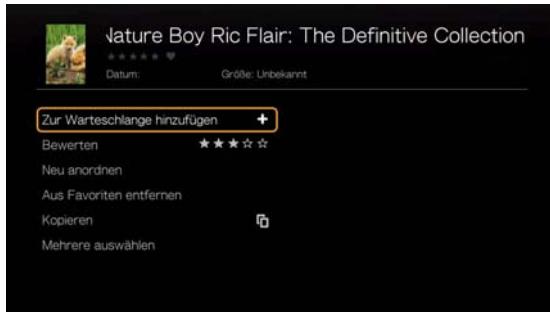 Nature Boy Ric Flair: The Definitive Collection
Datum: Größe: Unbekannt
Zur Warteschlange hinzufügen
Bewerten
Neu anordnen
Aus Favoriten entfernen
Kopieren
Mehrere auswählen